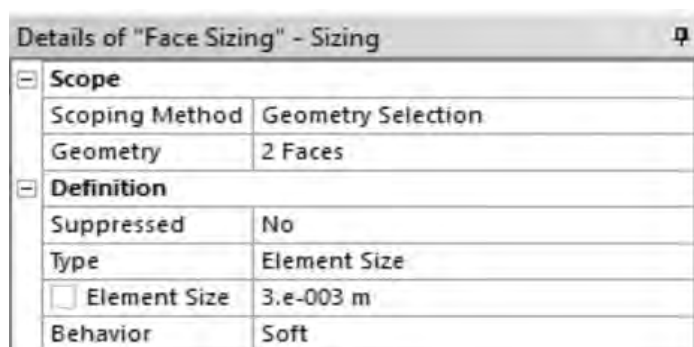 Details of "Face Sizing" - Sizing
Scope
Scoping Method Geometry Selection
Geometry 2 Faces
Definition
Suppressed No
Type Element Size
Element Size 3.e-003 m
Behavior Soft